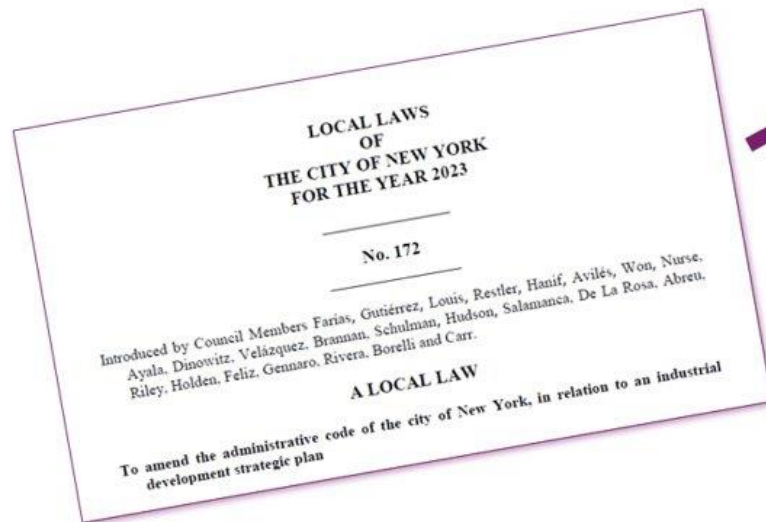 LOCAL LAWS
OF
THE CITY OF NEW YORK
FOR THE YEAR 2023
No. 172
Introduced by Council Members Farías, Gutiérrez, Louis, Restler, Hanif, Avilés, Won, Nurse,
Ayala, Dinowitz, Velázquez, Brannan, Schulman, Hudson, Salamanca, De La Rosa, Abreu,
Riley, Holden, Feliz, Gennaro, Rivera, Borelli and Carr.
A LOCAL LAW
To amend the administrative code of the city of New York, in relation to an industrial
development strategic plan